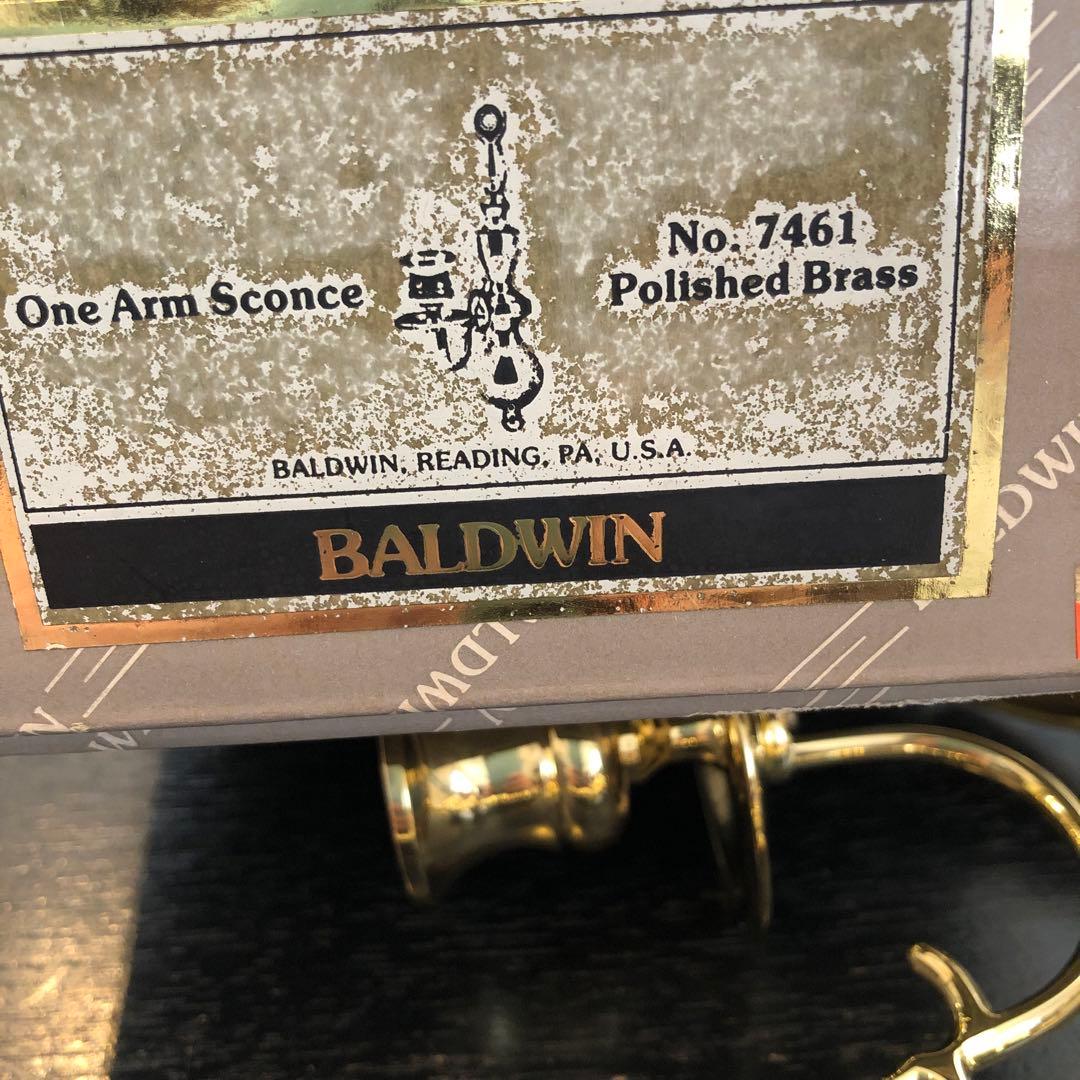 One Arm Sconce
No. 7461
Polished Brass
BALDWIN, READING, PA, U.S.A.
BALDWIN